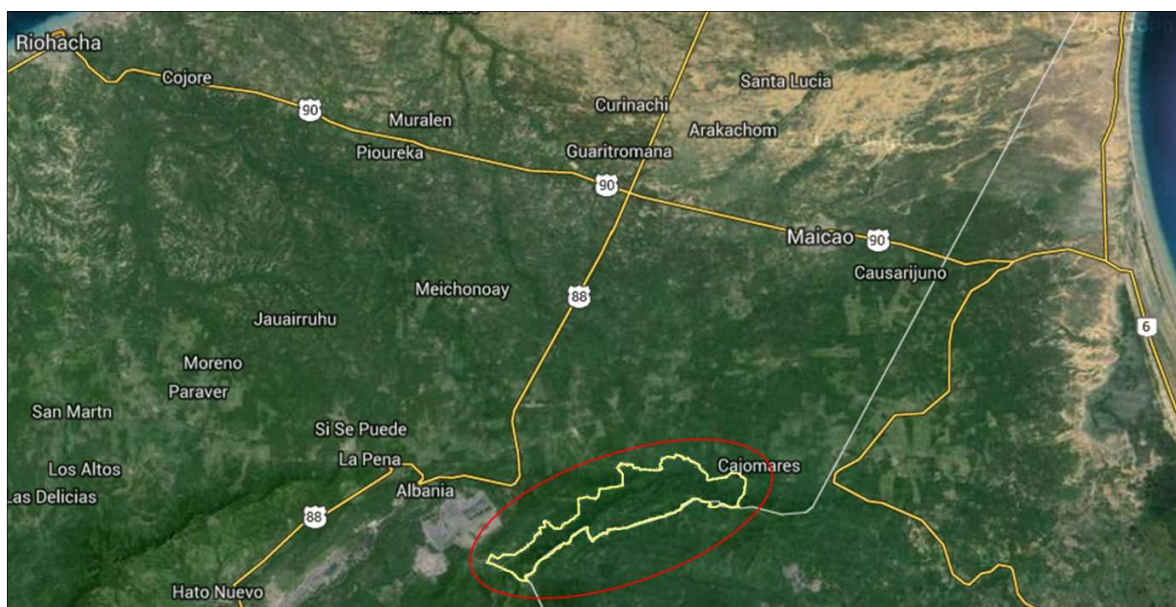 Riohacha
Cojore
90
Muralen
Pioureka
Curinachi
Santa Lucia
Arakachom
Guaritromana
90
Maicao
90
Causarijuno
Meichonoay
88
6
Jauairruhu
Moreno
Paraver
San Martn
Si Se Puede
La Pena
Cajomares
Los Altos
Las Delicias
Albania
88
Hato Nuevo